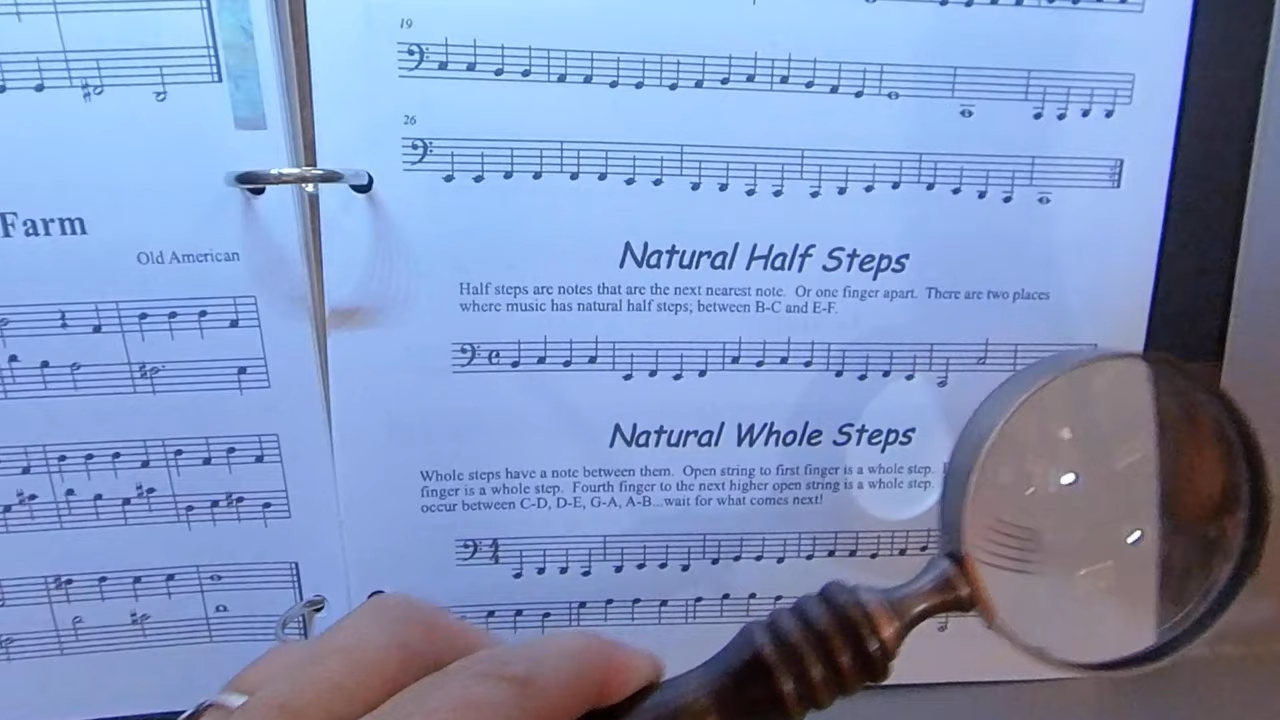 Farm
Old American
19
26
Natural Half Steps
Half steps are notes that are the next nearest note. Or one finger apart. There are two places
where music has natural half steps; between B-C and E-F.
Natural Whole Steps
Whole steps have a note between them. Open string to first finger is a whole step.
finger is a whole step. Fourth finger to the next higher open string is a whole step.
occur between C-D, D-E, G-A, A-B...wait for what comes next!